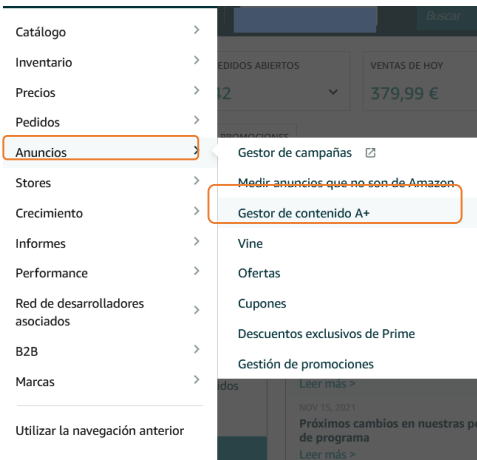 Buscar
Catálogo
Inventario
Precios
Pedidos
Anuncios
Stores
Crecimiento
Informes
Performance
Red de desarrolladores
asociados
B2B
Marcas
Utilizar la navegación anterior
EDIDOS ABIERTOS
42
VENTAS DE HOY
379,99 €
PROMOCIONES
Gestor de campañas
Medir anuncios que no son de Amazon
Gestor de contenido A+
Vine
Ofertas
Cupones
Descuentos exclusivos de Prime
Gestión de promociones
idos
Leer más >
NOV 15, 2021
Próximos cambios en nuestras
de programa
Leer más >